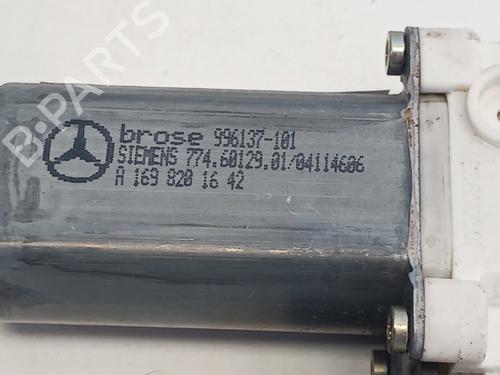 brose 996137-101
SIEMENS 774.60129.01/04114606
A 169 820 16 42
B-PARTS